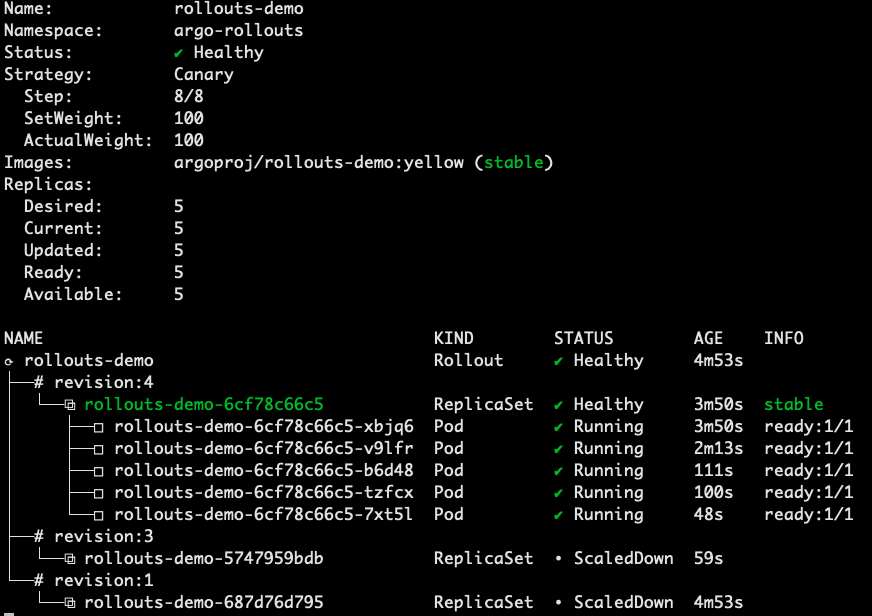 Name:            rollouts-demo
Namespace:       argo-rollouts
Status:          ✔ Healthy
Strategy:        Canary
  Step:          8/8
  SetWeight:     100
  ActualWeight:  100
Images:          argoproj/rollouts-demo:yellow (stable)
Replicas:
  Desired:       5
  Current:       5
  Updated:       5
  Ready:         5
  Available:     5

NAME                                       KIND        STATUS        AGE    INFO
⟳ rollouts-demo                            Rollout     ✔ Healthy     4m53s
├──# revision:4
│  └──⧉ rollouts-demo-6cf78c66c5           ReplicaSet  ✔ Healthy     3m50s  stable
│     ├──□ rollouts-demo-6cf78c66c5-xbjq6  Pod         ✔ Running     3m50s  ready:1/1
│     ├──□ rollouts-demo-6cf78c66c5-v9lfr  Pod         ✔ Running     2m13s  ready:1/1
│     ├──□ rollouts-demo-6cf78c66c5-b6d48  Pod         ✔ Running     111s   ready:1/1
│     ├──□ rollouts-demo-6cf78c66c5-tzfcx  Pod         ✔ Running     100s   ready:1/1
│     └──□ rollouts-demo-6cf78c66c5-7xt5l  Pod         ✔ Running     48s    ready:1/1
├──# revision:3
│  └──⧉ rollouts-demo-5747959bdb           ReplicaSet  • ScaledDown  59s
└──# revision:1
   └──⧉ rollouts-demo-687d76d795           ReplicaSet  • ScaledDown  4m53s